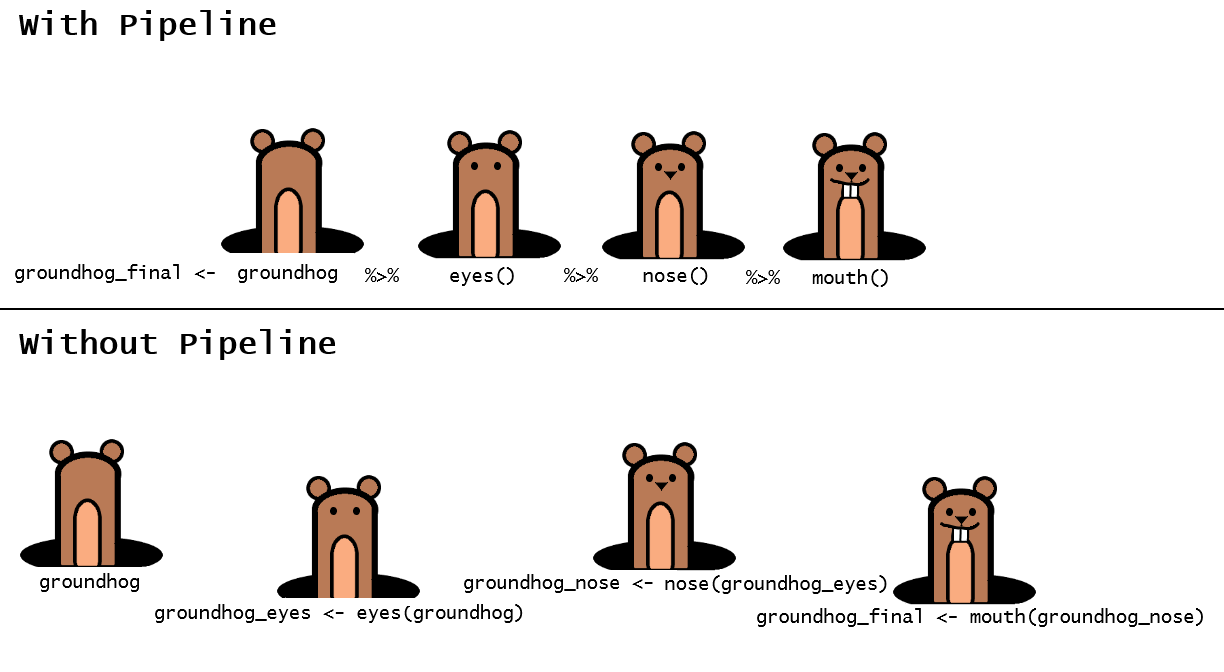 With Pipeline
groundhog_final <- groundhog %>% eyes() %>% nose() %>% mouth()
Without Pipeline
groundhog
groundhog_eyes <- eyes(groundhog)
groundhog_nose <- nose(groundhog_eyes)
groundhog_final <- mouth(groundhog_nose)